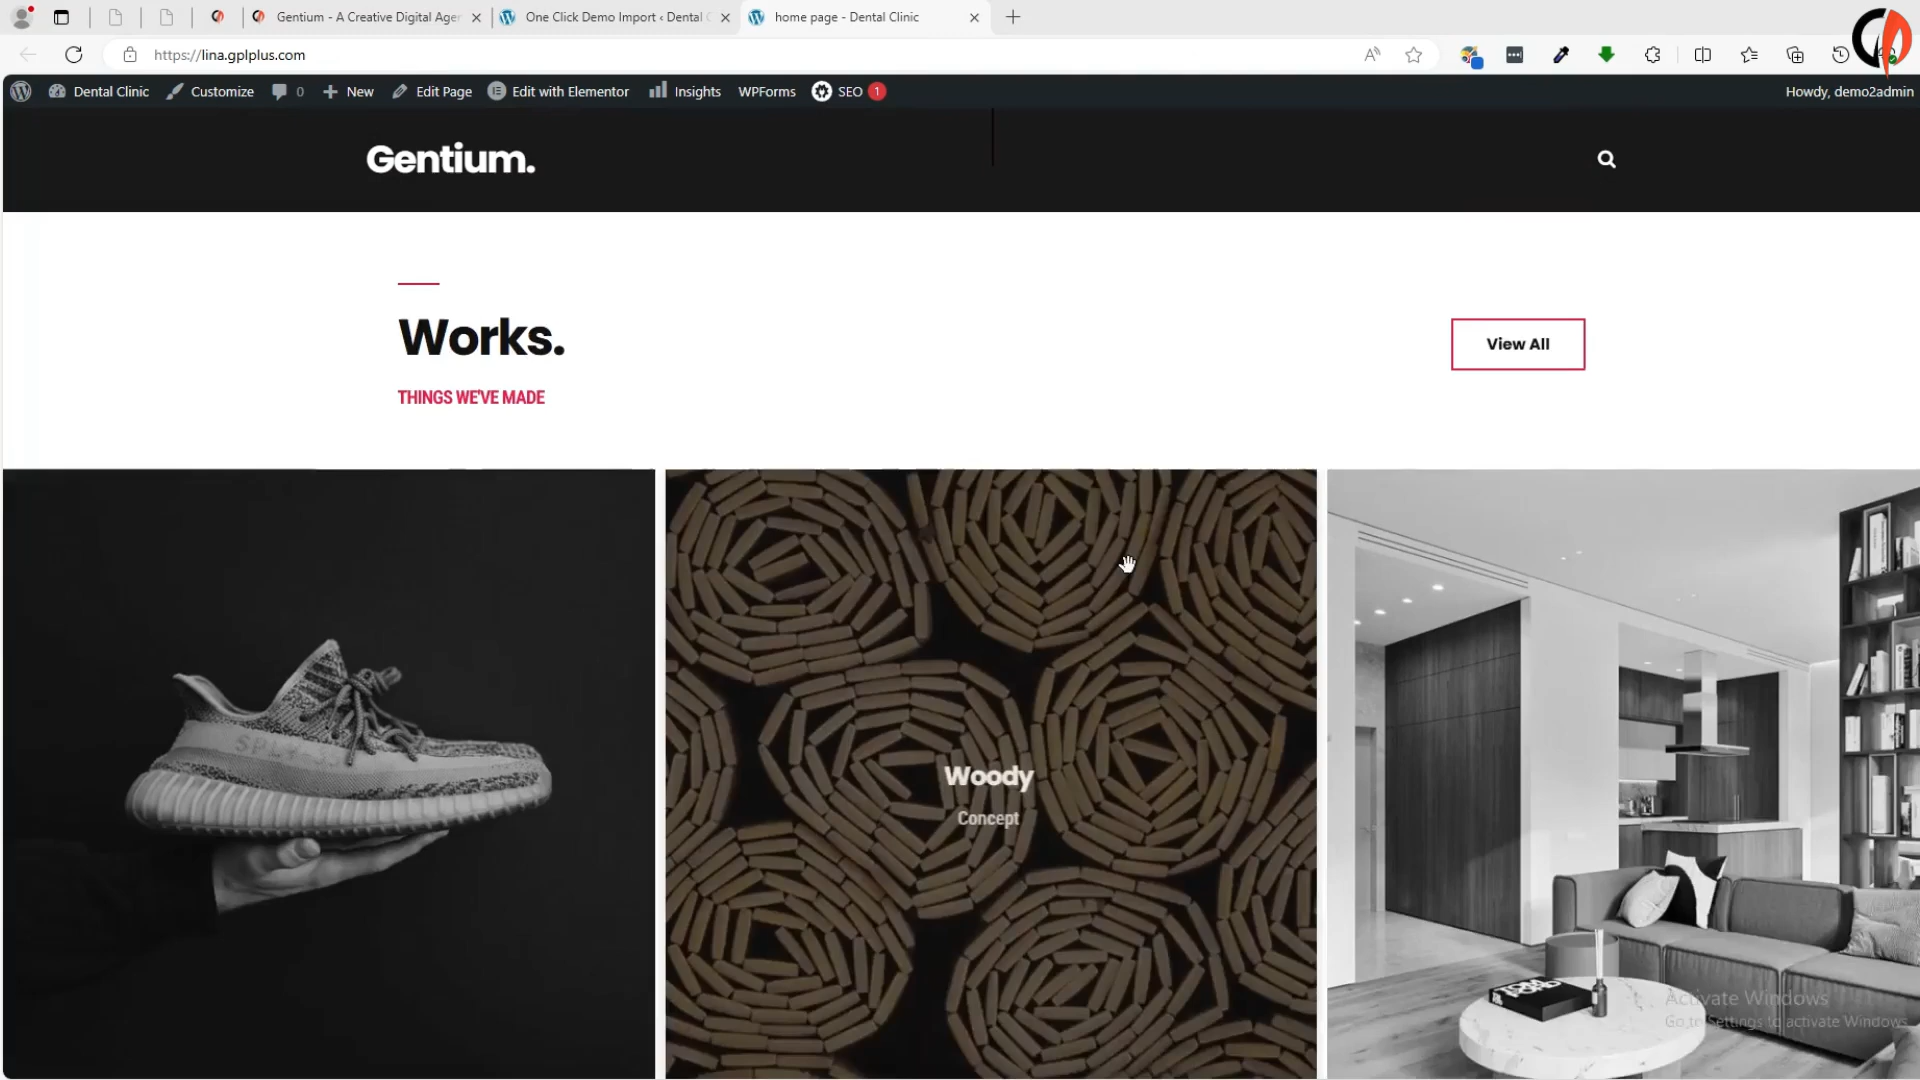 Gentium - A Creative Digital Age
One Click Demo Import ‹ Dental C
home page - Dental Clinic
https://lina.gplplus.com
Dental Clinic
Customize
0
New
Edit Page
Edit with Elementor
Insights
WPForms
SEO 1
Howdy, demo2admin
Gentium.
Works.
View All
THINGS WE'VE MADE
SPLY
Woody
Concept
Activate Windows
Go to Settings to activate Windows.